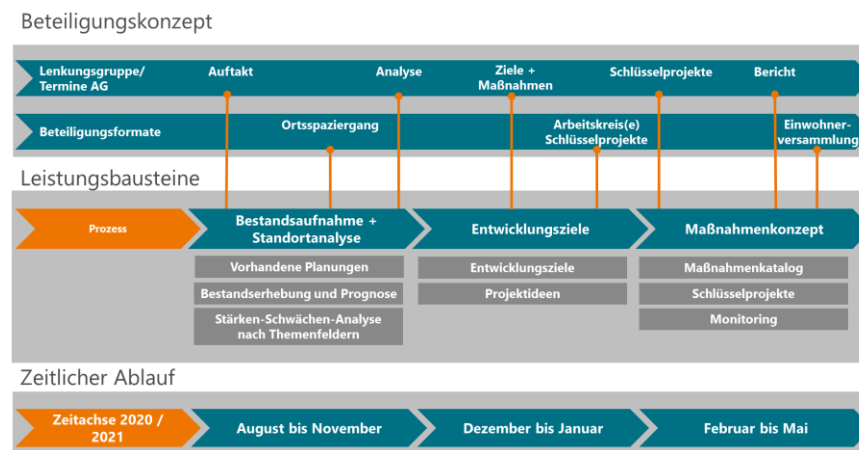 Beteiligungskonzept
Lenkungsgruppe/
Termine AG
Auftakt
Analyse
Ziele +
Maßnahmen
Schlüsselprojekte
Bericht
Beteiligungsformate
Ortsspaziergang
Arbeitskreis(e)
Schlüsselprojekte
Einwohner-
versammlung
Leistungsbausteine
Prozess
Bestandsaufnahme +
Standortanalyse
Entwicklungsziele
Maßnahmenkonzept
Vorhandene Planungen
Bestandserhebung und Prognose
Stärken-Schwächen-Analyse
nach Themenfeldern
Entwicklungsziele
Projektideen
Maßnahmenkatalog
Schlüsselprojekte
Monitoring
Zeitlicher Ablauf
Zeitachse 2020 /
2021
August bis November
Dezember bis Januar
Februar bis Mai